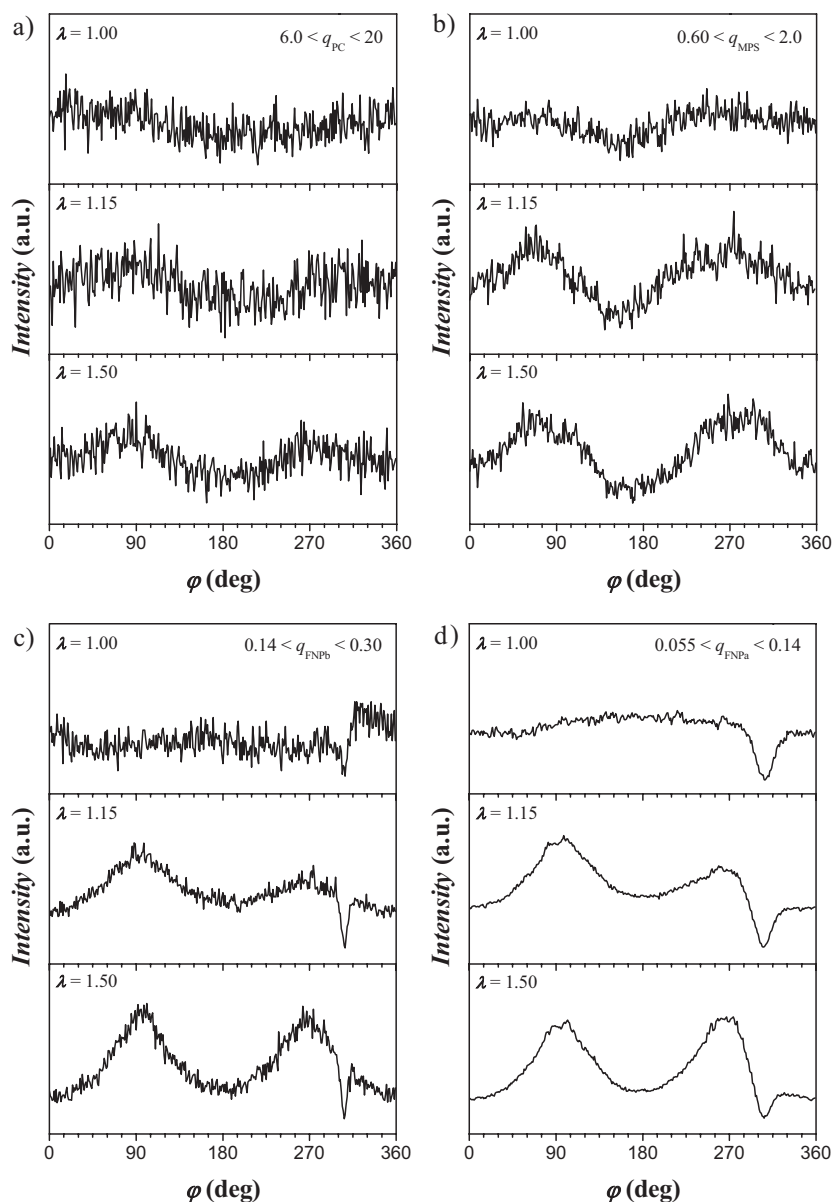 a)
λ = 1.00
6.0 < q_PC < 20
λ = 1.15
λ = 1.50
Intensity (a.u.)
0 90 180 270 360
φ (deg)
b)
λ = 1.00
0.60 < q_MPS < 2.0
λ = 1.15
λ = 1.50
Intensity (a.u.)
0 90 180 270 360
φ (deg)
c)
λ = 1.00
0.14 < q_FNPb < 0.30
λ = 1.15
λ = 1.50
Intensity (a.u.)
0 90 180 270 360
φ (deg)
d)
λ = 1.00
0.055 < q_FNPa < 0.14
λ = 1.15
λ = 1.50
Intensity (a.u.)
0 90 180 270 360
φ (deg)